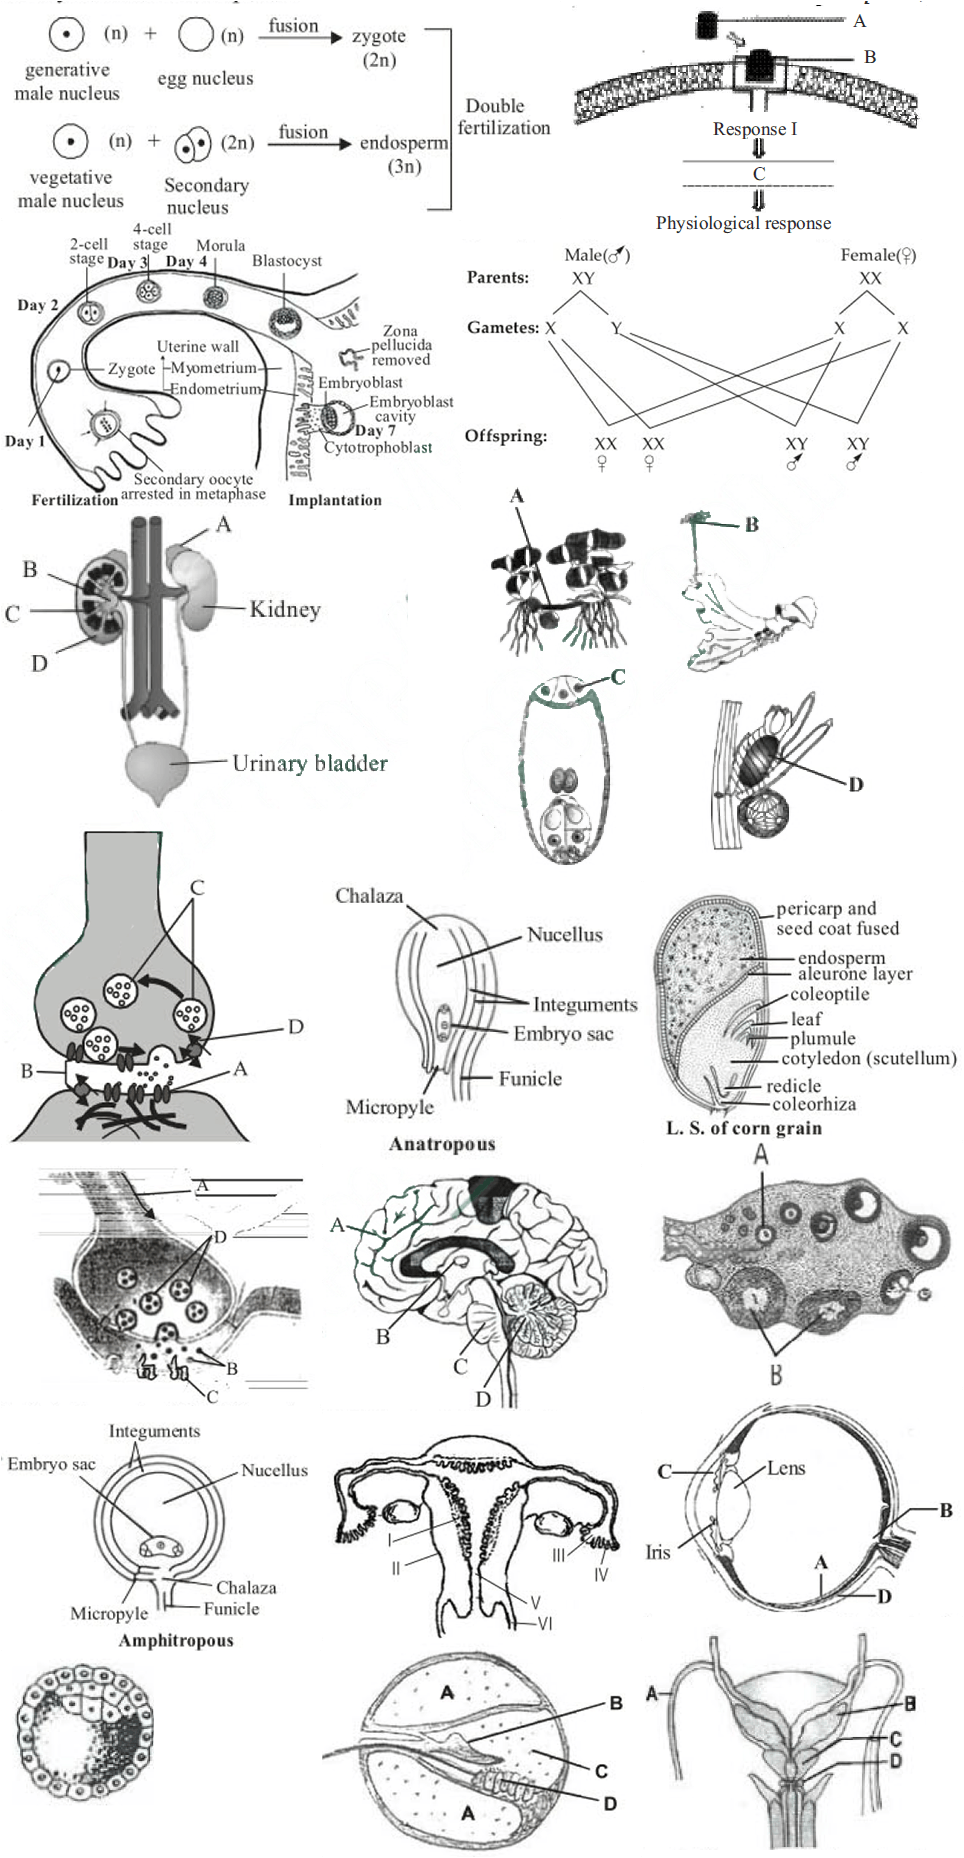 (n) + (n) fusion zygote
(2n)
generative
male nucleus
egg nucleus
Double
fertilization
(n) + (2n) fusion endosperm
(3n)
vegetative
male nucleus
Secondary
nucleus
A
B
Response I
C
Physiological response
2-cell
stage
4-cell
stage
Day 3
Day 4
Morula
Blastocyst
Day 2
Zona
pellucida
removed
Uterine wall
Zygote
Myometrium
Endometrium
Embryoblast
Embryoblast
cavity
Day 7
Cytotrophoblast
Day 1
Secondary oocyte
arrested in metaphase
Fertilization
Implantation
Male(♂)
Female(♀)
Parents: XY XX
Gametes: X Y X X
Offspring: XX XX XY XY
♀ ♀ ♂ ♂
A
B
C
D
Kidney
Urinary bladder
A
B
C
D
C
D
B
A
Chalaza
Nucellus
Integuments
Embryo sac
Funicle
Micropyle
Anatropous
pericarp and
seed coat fused
endosperm
aleurone layer
coleoptile
leaf
plumule
cotyledon (scutellum)
redicle
coleorhiza
L. S. of corn grain
A
D
B
C
A
B
C
D
A
B
Integuments
Embryo sac
Nucellus
Chalaza
Micropyle
Funicle
Amphitropous
I
II
III
IV
V
VI
C
Lens
B
Iris
A
D
A
B
C
D
A
A
B
C
D